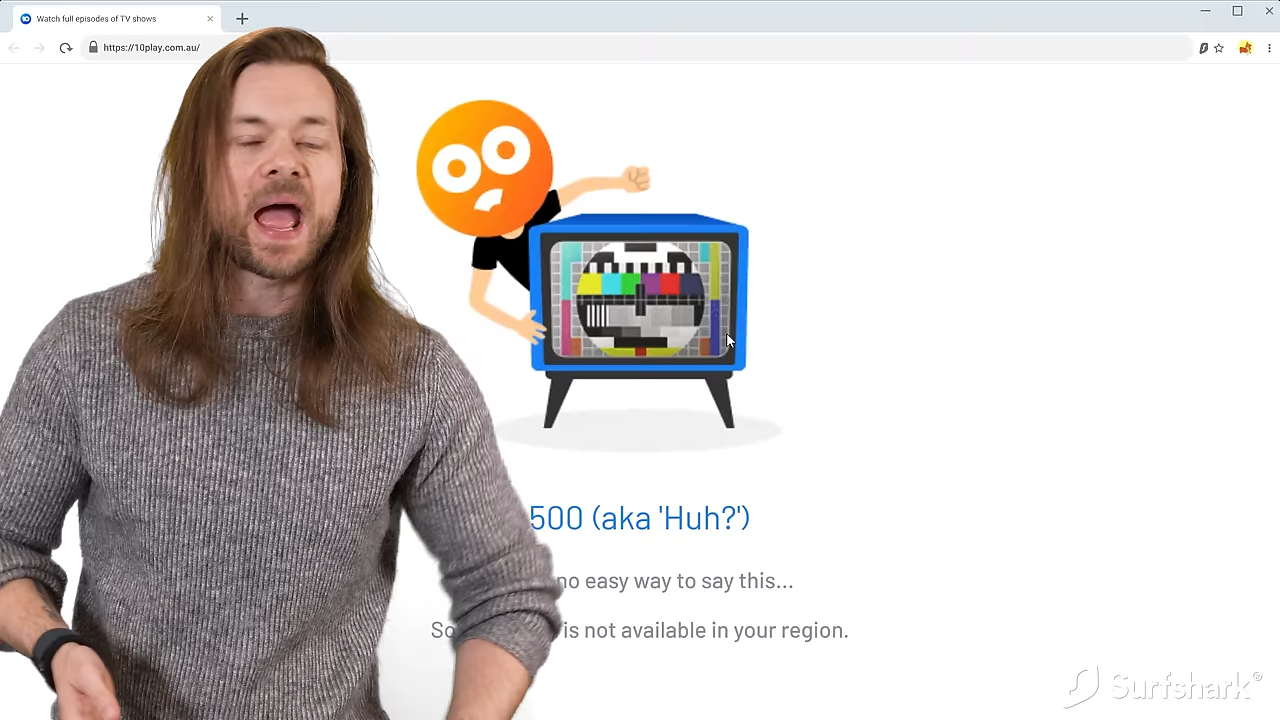 10
Watch full episodes of TV shows
https://10play.com.au/
500 (aka 'Huh?')
no easy way to say this...
is not available in your region.
Surfshark®